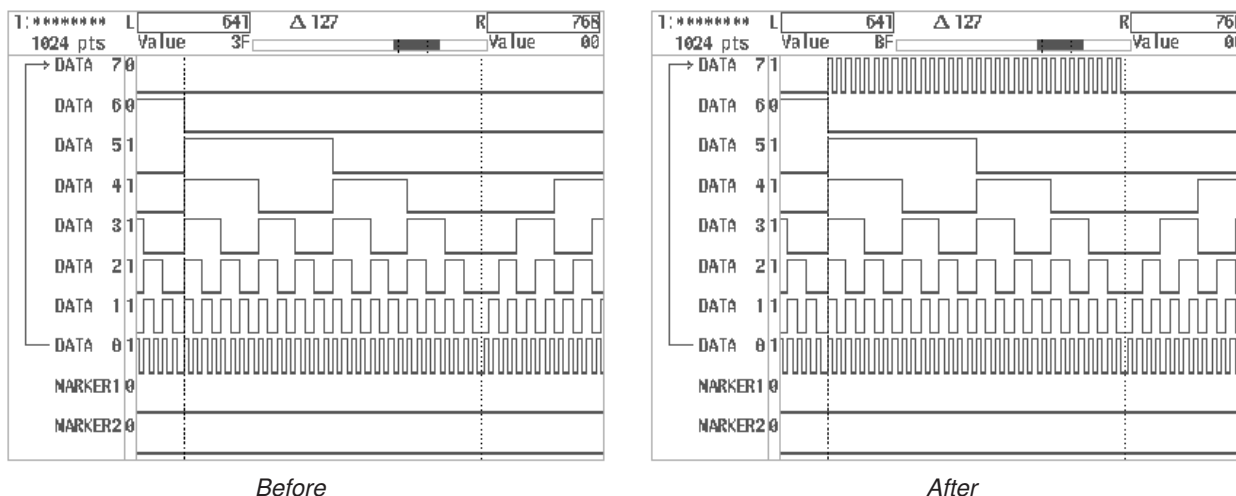 1: ******** L 641 Δ 127 R 768
1024 pts Value 3F Value 00
DATA 7 0
DATA 6 0
DATA 5 1
DATA 4 1
DATA 3 1
DATA 2 1
DATA 1 1
DATA 0 1
MARKER1 0
MARKER2 0
Before
1: ******** L 641 Δ 127 R 76
1024 pts Value BF Value 00
DATA 7 1
DATA 6 0
DATA 5 1
DATA 4 1
DATA 3 1
DATA 2 1
DATA 1 1
DATA 0 1
MARKER1 0
MARKER2 0
After